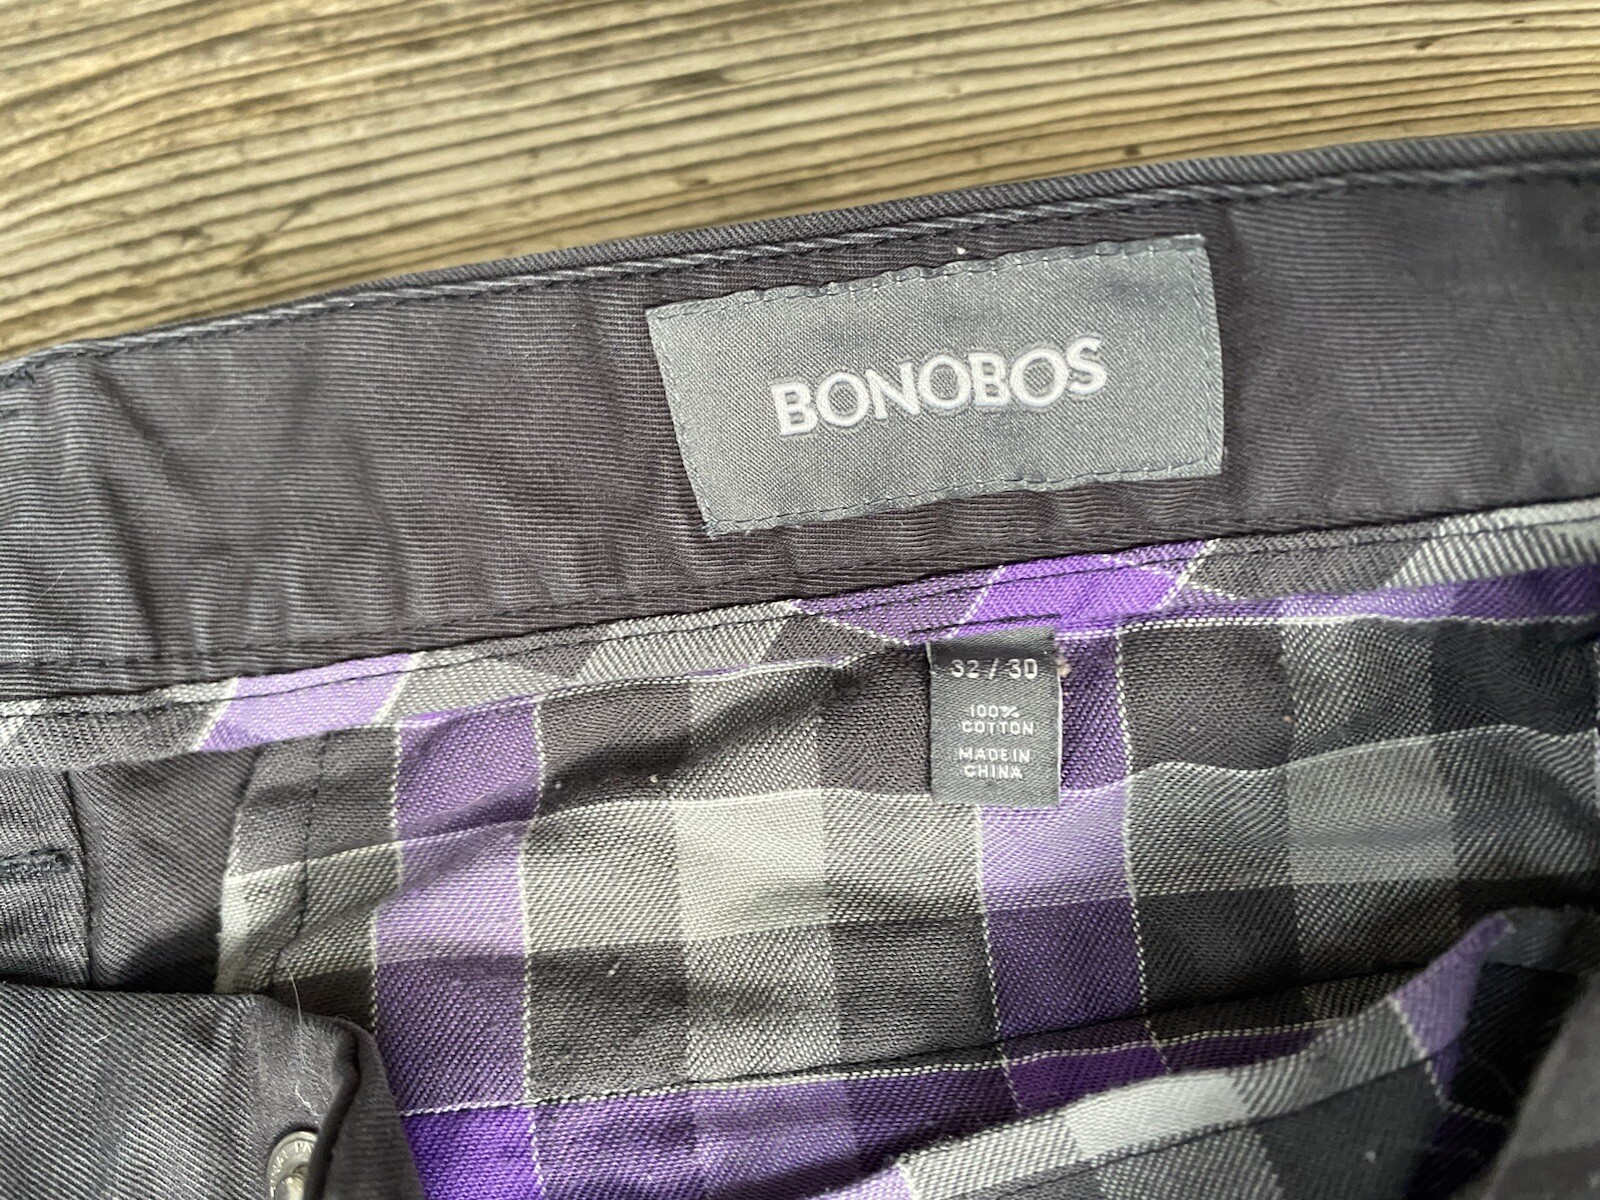 BONOBOS
32 / 30
100%
COTTON
MADE IN
CHINA